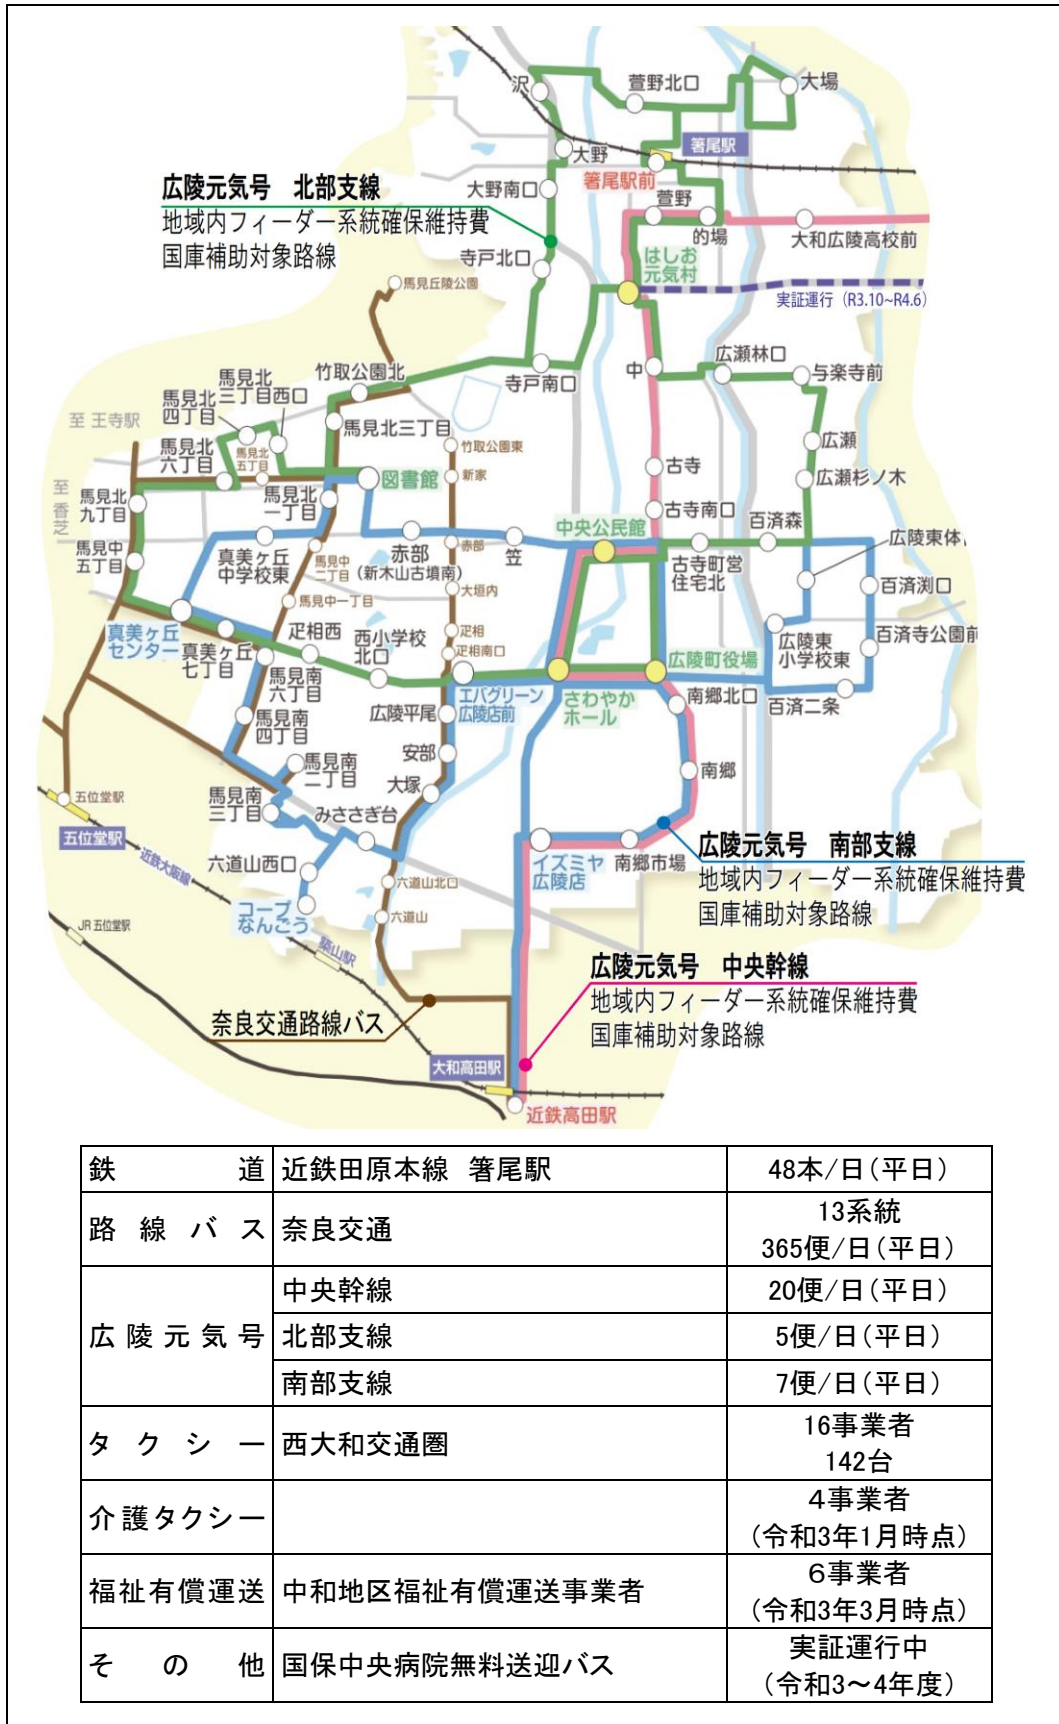 沢
萱野北口
大場
箸尾駅
大野
箸尾駅前
広陵元気号　北部支線
地域内フィーダー系統確保維持費
国庫補助対象路線
大野南口
萱野
的場
大和広陵高校前
はしお
元気村
寺戸北口
馬見丘陵公園
実証運行（R3.10~R4.6）
竹取公園北
寺戸南口
中
広瀬林口
与楽寺前
馬見北
三丁目西口
馬見北
四丁目
至 王寺駅
馬見北三丁目
竹取公園東
広瀬
馬見北
六丁目
馬見北
五丁目
図書館
新家
古寺
広瀬杉ノ木
至 香芝
馬見北
九丁目
馬見北
一丁目
古寺南口
百済森
中央公民館
広陵東体
馬見中
五丁目
真美ヶ丘
中学校東
馬見中
二丁目
赤部
(新木山古墳南)
赤部
笠
古寺町営
住宅北
大垣内
百済渕口
馬見中一丁目
真美ヶ丘
センター
真美ヶ丘
七丁目
疋相西
西小学校
北口
疋相
疋相南口
広陵東
小学校東
百済寺公園前
広陵町役場
馬見南
六丁目
エバグリーン
広陵店前
さわやか
ホール
南郷北口
百済二条
馬見南
四丁目
広陵平尾
安部
馬見南
二丁目
大塚
南郷
五位堂駅
馬見南
三丁目
みささぎ台
五位堂駅
近鉄大阪線
六道山西口
イズミヤ
広陵店
南郷市場
広陵元気号　南部支線
地域内フィーダー系統確保維持費
国庫補助対象路線
六道山北口
コープ
なんごう
六道山
JR 五位堂駅
築山駅
広陵元気号　中央幹線
地域内フィーダー系統確保維持費
国庫補助対象路線
奈良交通路線バス
大和高田駅
近鉄高田駅
鉄道 近鉄田原本線　箸尾駅 48本/日（平日）
路線バス 奈良交通 13系統
365便/日（平日）
広陵元気号 中央幹線 20便/日（平日）
北部支線 5便/日（平日）
南部支線 7便/日（平日）
タクシー 西大和交通圏 16事業者
142台
介護タクシー ４事業者
（令和3年1月時点）
福祉有償運送 中和地区福祉有償運送事業者 ６事業者
（令和3年3月時点）
その他 国保中央病院無料送迎バス 実証運行中
（令和3～4年度）